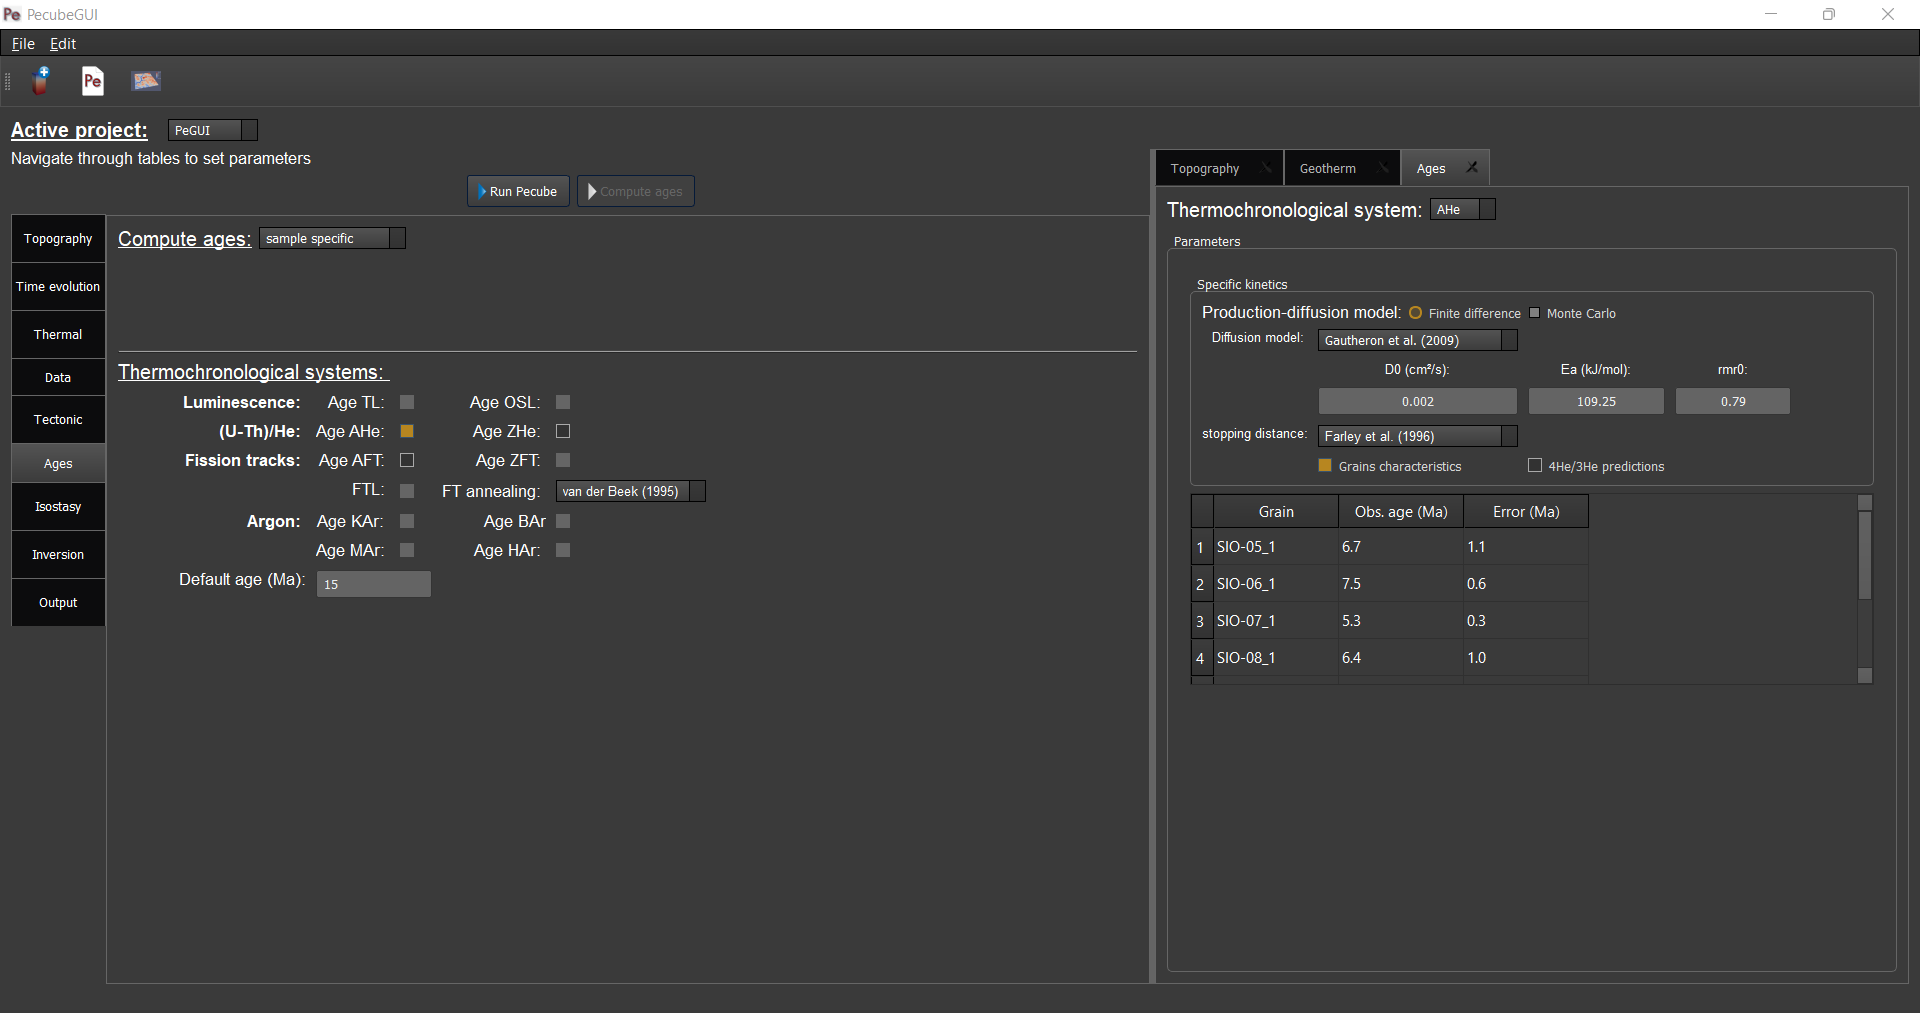 Pe PecubeGUI
File Edit
Pe
Active project: PeGUI
Navigate through tables to set parameters
Run Pecube Compute ages
Topography
Time evolution
Thermal
Data
Tectonic
Ages
Isostasy
Inversion
Output
Compute ages: sample specific
Thermochronological systems:
Luminescence: Age TL: Age OSL:
(U-Th)/He: Age AHe: Age ZHe:
Fission tracks: Age AFT: Age ZFT:
FTL: FT annealing: van der Beek (1995)
Argon: Age KAr: Age BAr
Age MAr: Age HAr:
Default age (Ma): 15
Topography X Geotherm X Ages X
Thermochronological system: AHe
Parameters
Specific kinetics
Production-diffusion model: Finite difference Monte Carlo
Diffusion model: Gautheron et al. (2009)
D0 (cm²/s): Ea (kJ/mol): rmr0:
0.002 109.25 0.79
stopping distance: Farley et al. (1996)
Grains characteristics 4He/3He predictions
Grain Obs. age (Ma) Error (Ma)
1 SIO-05_1 6.7 1.1
2 SIO-06_1 7.5 0.6
3 SIO-07_1 5.3 0.3
4 SIO-08_1 6.4 1.0